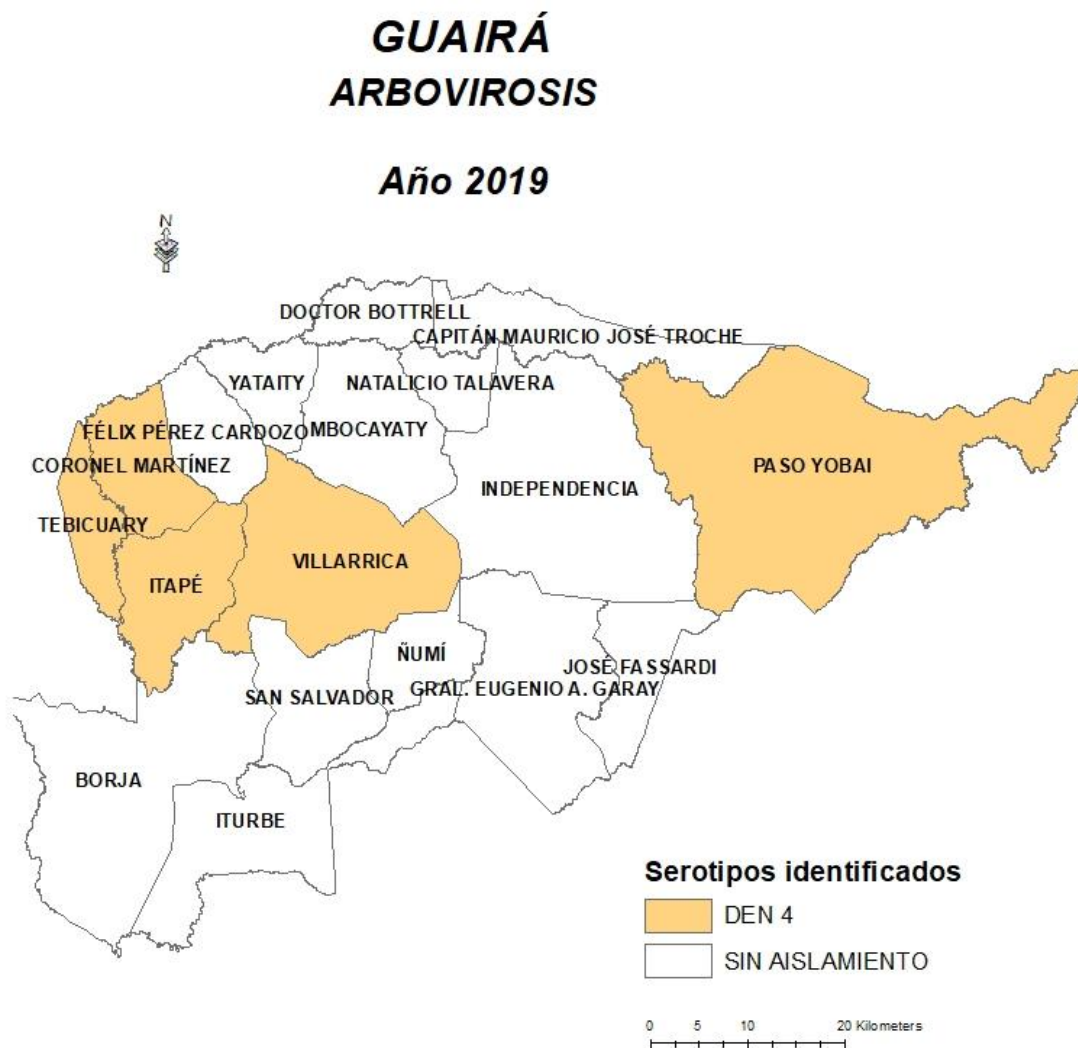 GUAIRÁ
ARBOVIROSIS
Año 2019
N
DOCTOR BOTTRELL
CAPITÁN MAURICIO JOSÉ TROCHE
YATAITY
NATALICIO TALAVERA
FÉLIX PÉREZ CARDOZO
MBOCAYATY
CORONEL MARTÍNEZ
PASO YOBAI
INDEPENDENCIA
TEBICUARY
VILLARRICA
ITAPÉ
ÑUMÍ
JOSÉ FASSARDI
GRAL. EUGENIO A. GARAY
SAN SALVADOR
BORJA
ITURBE
Serotipos identificados
DEN 4
SIN AISLAMIENTO
0 5 10 20 Kilometers